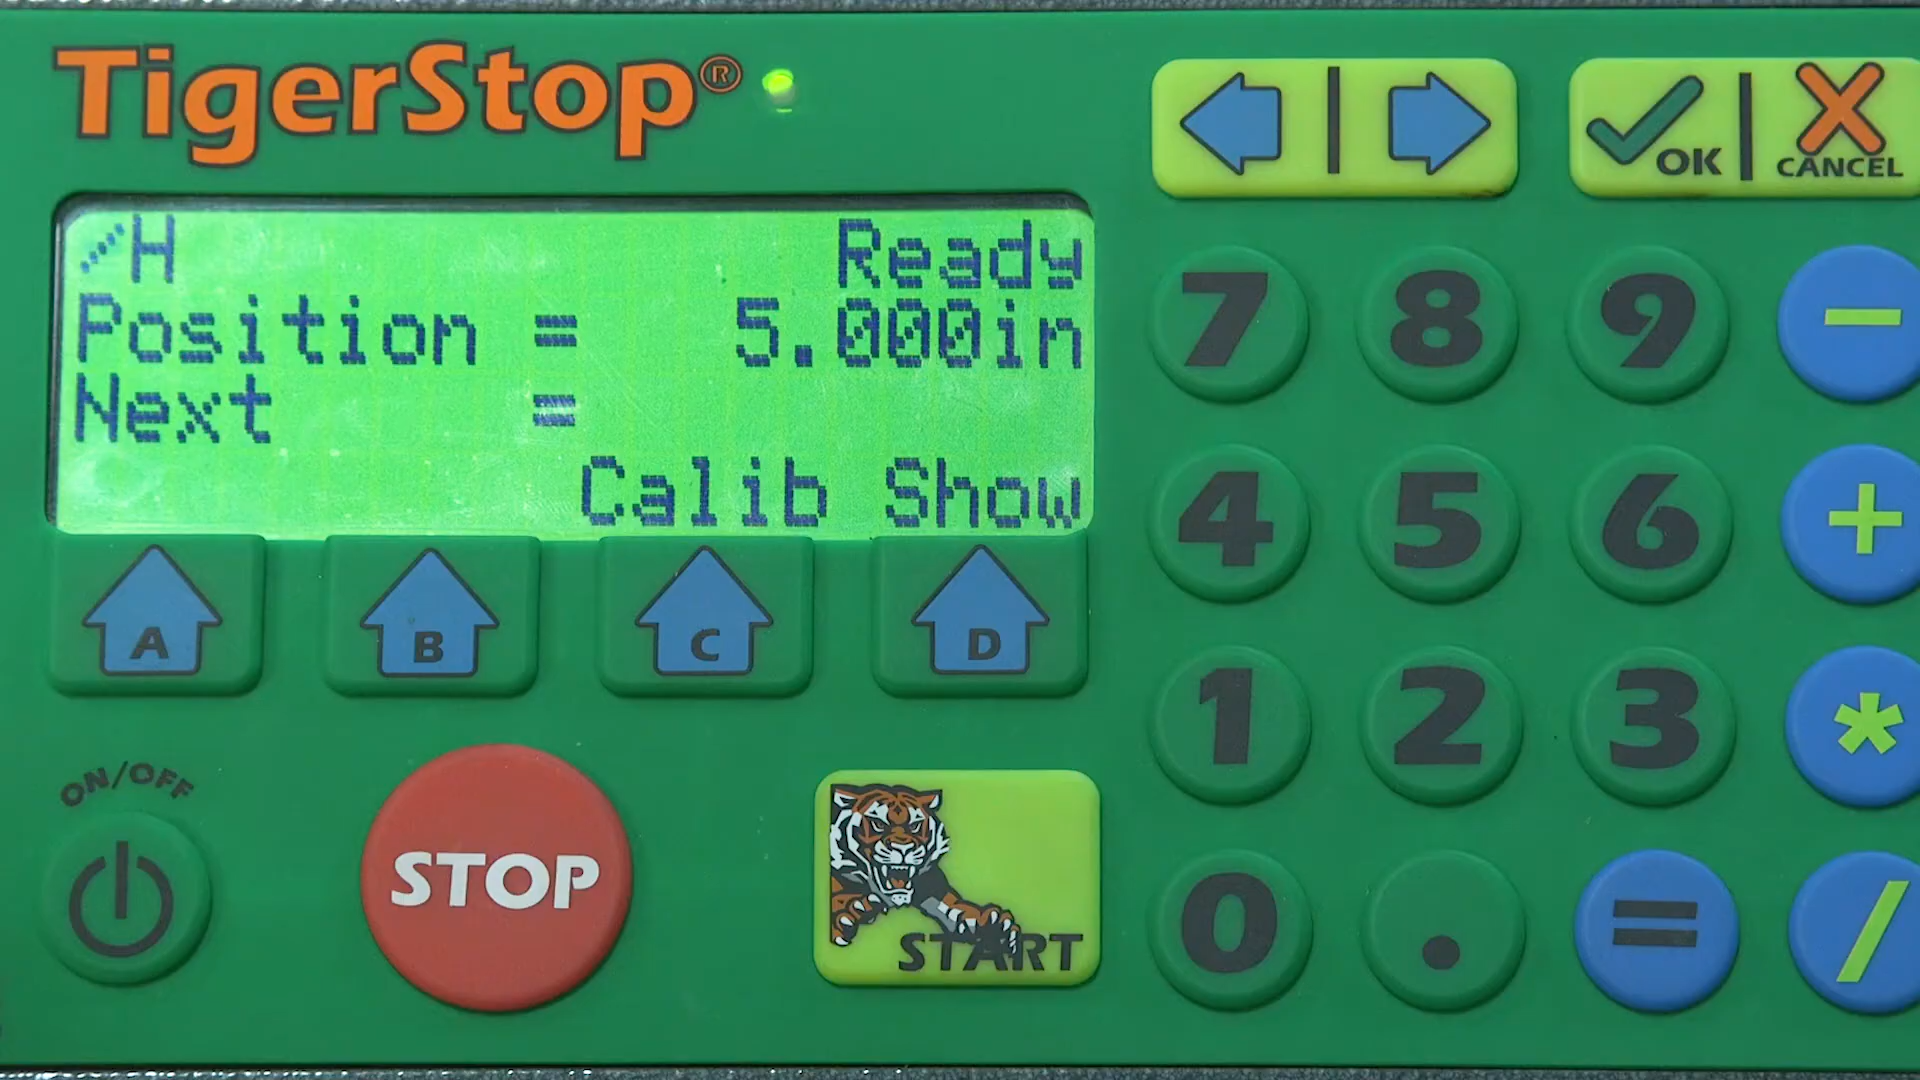 TigerStop®
OK | CANCEL
/H Ready
Position = 5.000in
Next =
Calib Show
A B C D
7 8 9 -
4 5 6 +
1 2 3 *
0 . = /
ON/OFF
STOP
START